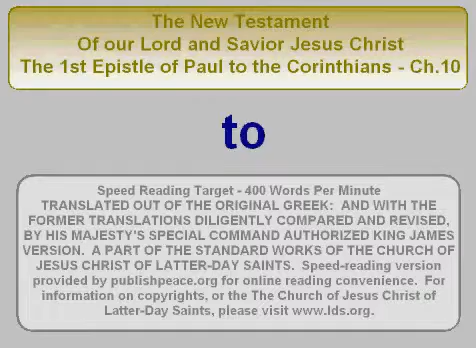 The New Testament
Of our Lord and Savior Jesus Christ
The 1st Epistle of Paul to the Corinthians - Ch.10
to
Speed Reading Target - 400 Words Per Minute
TRANSLATED OUT OF THE ORIGINAL GREEK:  AND WITH THE
FORMER TRANSLATIONS DILIGENTLY COMPARED AND REVISED,
BY HIS MAJESTY'S SPECIAL COMMAND AUTHORIZED KING JAMES
VERSION.  A PART OF THE STANDARD WORKS OF THE CHURCH OF
JESUS CHRIST OF LATTER-DAY SAINTS.  Speed-reading version
provided by publishpeace.org for online reading convenience.  For
information on copyrights, or the The Church of Jesus Christ of
Latter-Day Saints, please visit www.lds.org.